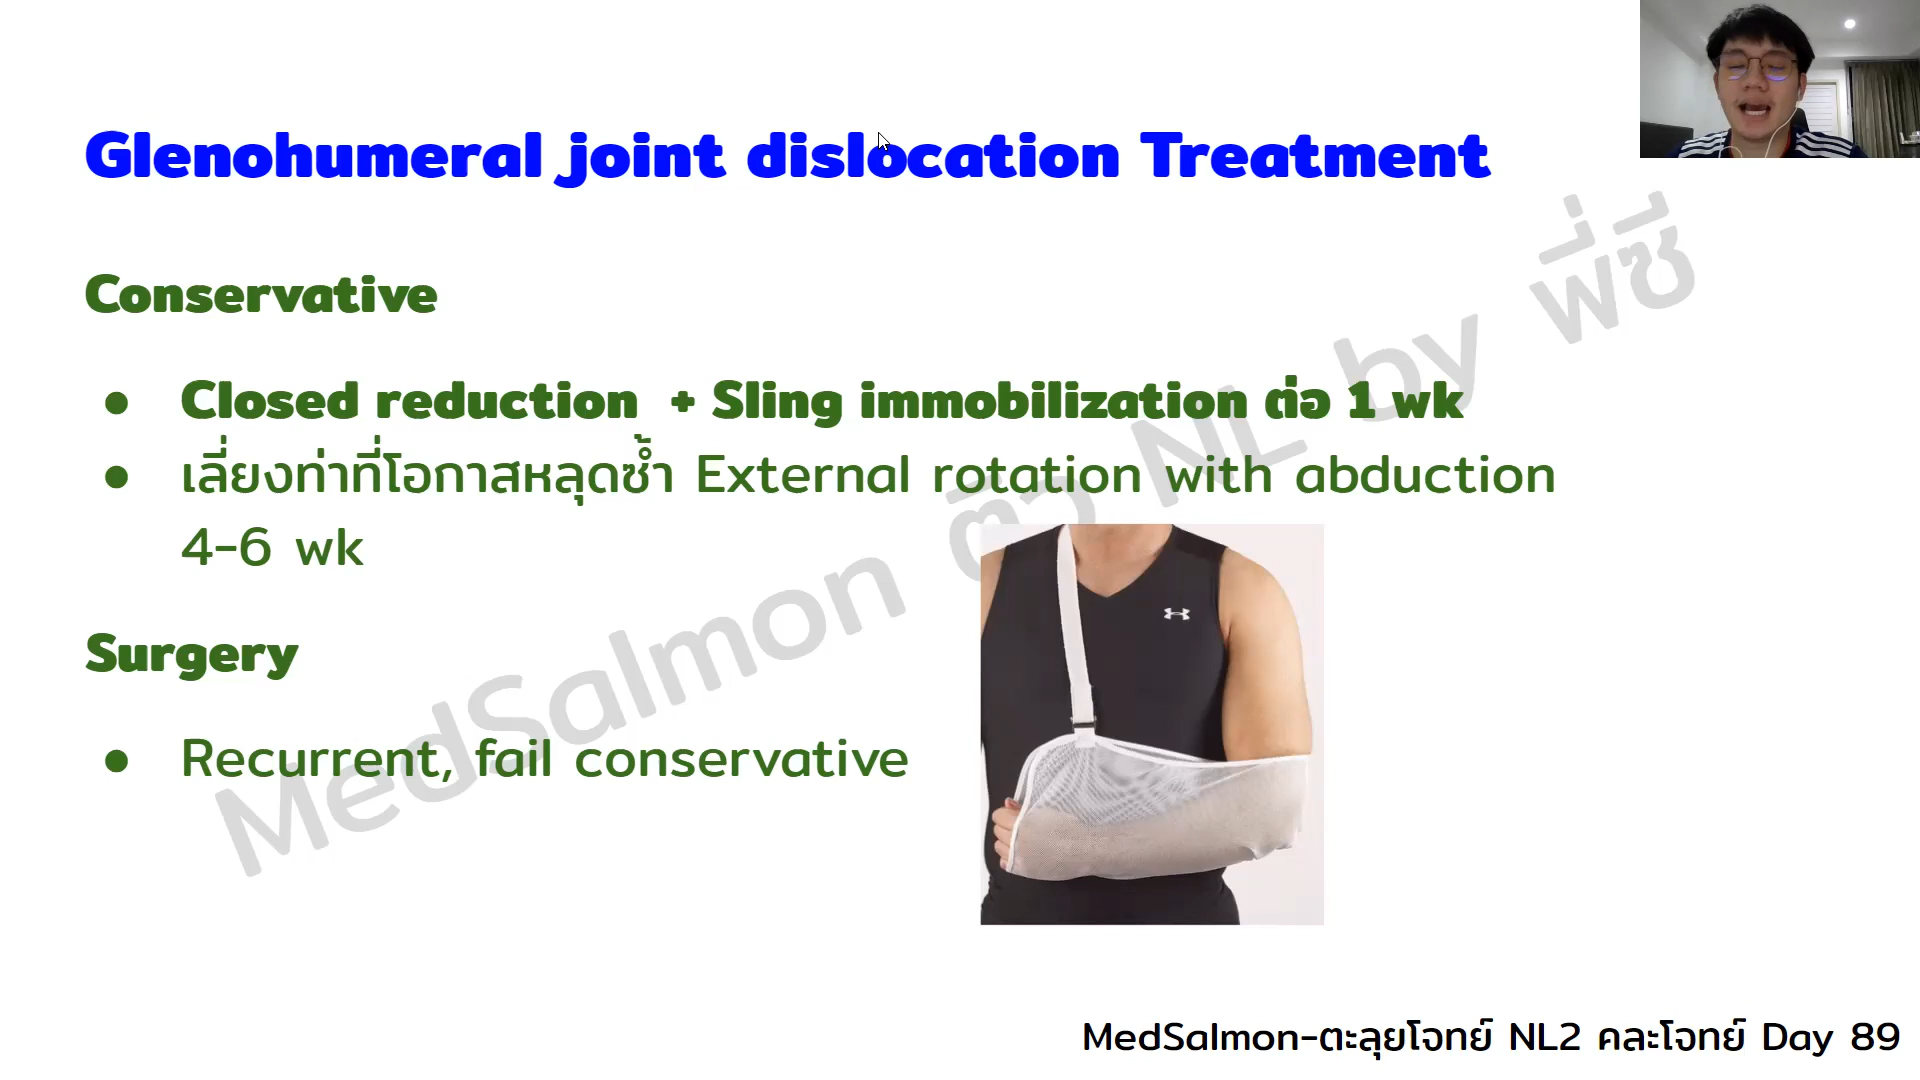 Glenohumeral joint dislocation Treatment
Conservative
● Closed reduction + Sling immobilization ต่อ 1 wk
● เลี่ยงท่าที่โอกาสหลุดซ้ำ External rotation with abduction
4-6 wk
Surgery
● Recurrent, fail conservative
MedSalmon ติว NL by พี่ซี
MedSalmon-ตะลุยโจทย์ NL2 คละโจทย์ Day 89